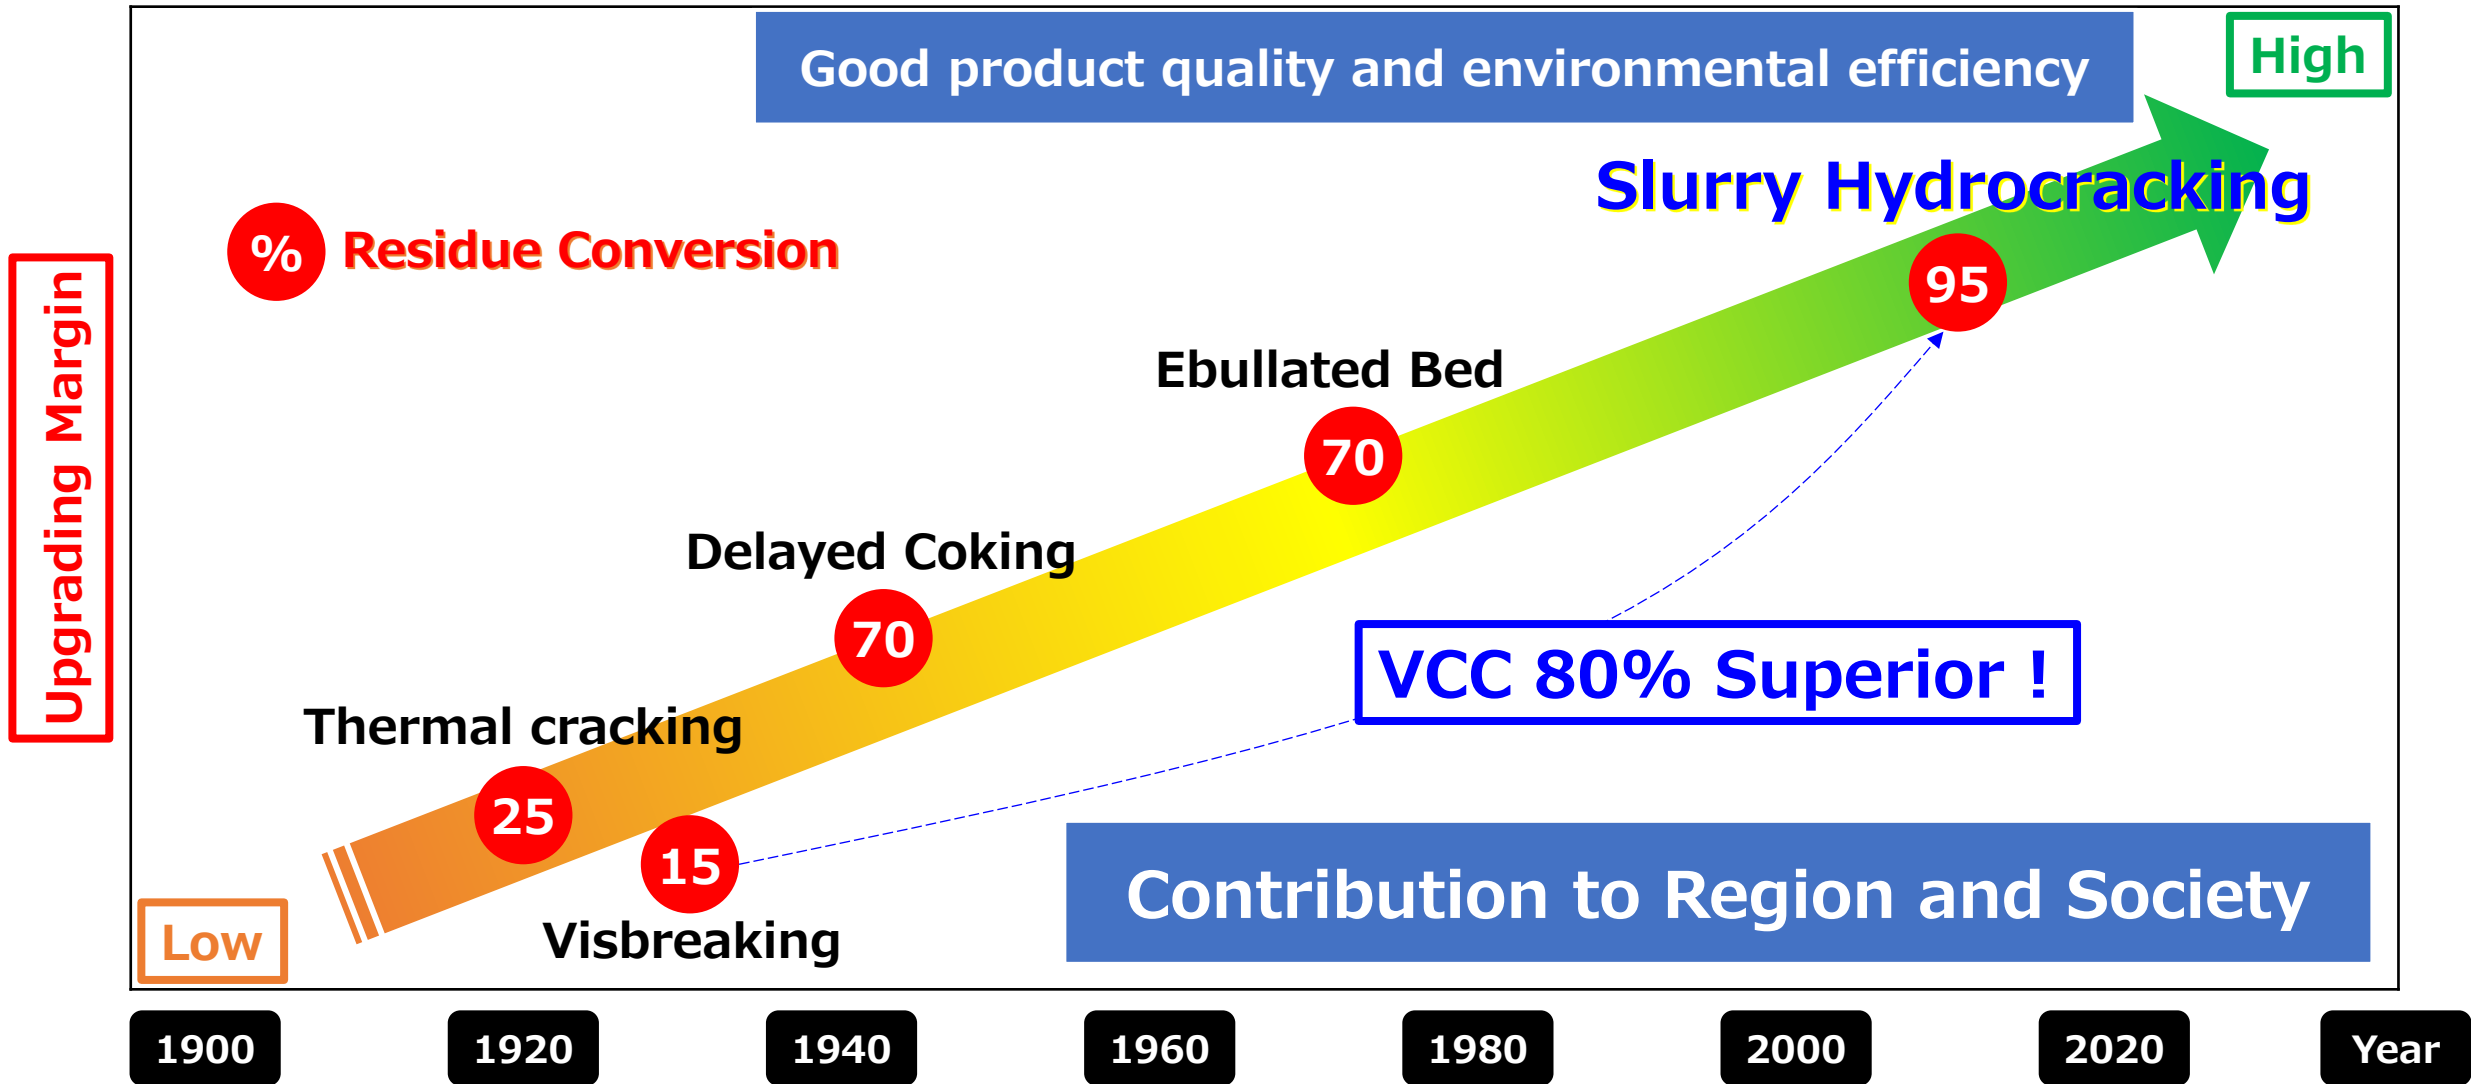 Good product quality and environmental efficiency
High
Slurry Hydrocracking
% Residue Conversion
95
Upgrading Margin
Ebullated Bed
70
Delayed Coking
70
VCC 80% Superior !
Thermal cracking
25
15
Visbreaking
Contribution to Region and Society
Low
1900 1920 1940 1960 1980 2000 2020 Year